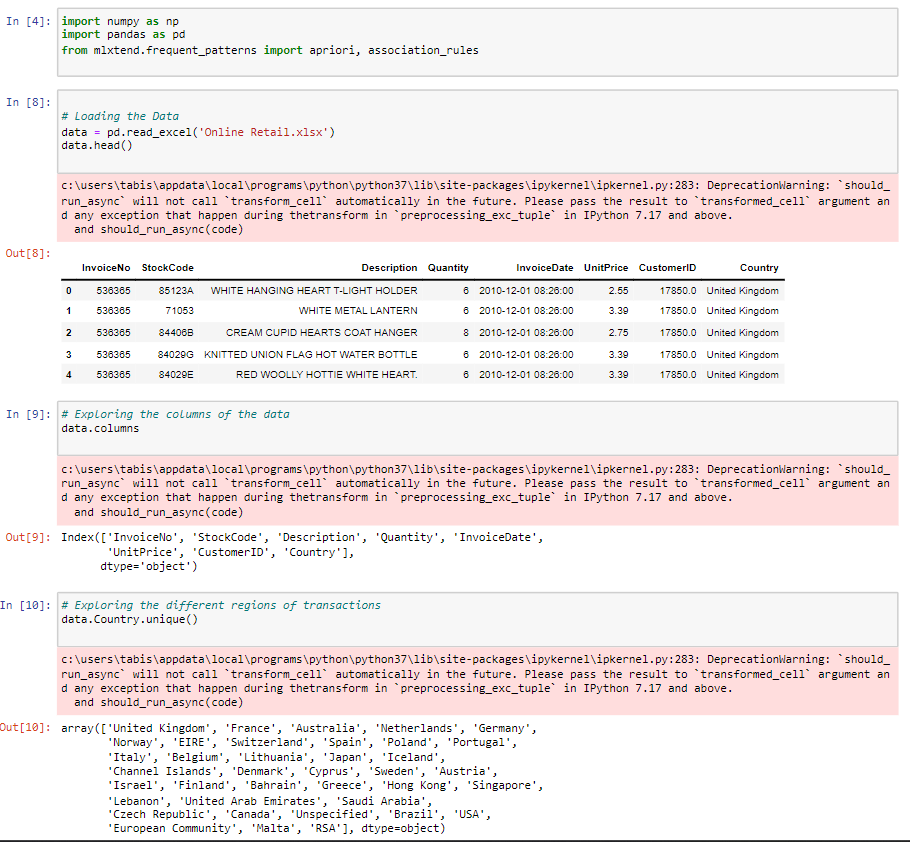 In [4]: import numpy as np
import pandas as pd
from mlxtend.frequent_patterns import apriori, association_rules
In [8]:
# Loading the Data
data = pd.read_excel('Online Retail.xlsx')
data.head()
c:\users\tabis\appdata\local\programs\python\python37\lib\site-packages\ipykernel\ipkernel.py:283: DeprecationWarning: `should_
run_async` will not call `transform_cell` automatically in the future. Please pass the result to `transformed_cell` argument an
d any exception that happen during thetransform in `preprocessing_exc_tuple` in IPython 7.17 and above.
and should_run_async(code)
Out[8]:
InvoiceNo StockCode Description Quantity InvoiceDate UnitPrice CustomerID Country
0 536365 85123A WHITE HANGING HEART T-LIGHT HOLDER 6 2010-12-01 08:26:00 2.55 17850.0 United Kingdom
1 536365 71053 WHITE METAL LANTERN 6 2010-12-01 08:26:00 3.39 17850.0 United Kingdom
2 536365 84406B CREAM CUPID HEARTS COAT HANGER 8 2010-12-01 08:26:00 2.75 17850.0 United Kingdom
3 536365 84029G KNITTED UNION FLAG HOT WATER BOTTLE 6 2010-12-01 08:26:00 3.39 17850.0 United Kingdom
4 536365 84029E RED WOOLLY HOTTIE WHITE HEART. 6 2010-12-01 08:26:00 3.39 17850.0 United Kingdom
In [9]: # Exploring the columns of the data
data.columns
c:\users\tabis\appdata\local\programs\python\python37\lib\site-packages\ipykernel\ipkernel.py:283: DeprecationWarning: `should_
run_async` will not call `transform_cell` automatically in the future. Please pass the result to `transformed_cell` argument an
d any exception that happen during thetransform in `preprocessing_exc_tuple` in IPython 7.17 and above.
and should_run_async(code)
Out[9]: Index(['InvoiceNo', 'StockCode', 'Description', 'Quantity', 'InvoiceDate',
'UnitPrice', 'CustomerID', 'Country'],
dtype='object')
In [10]: # Exploring the different regions of transactions
data.Country.unique()
c:\users\tabis\appdata\local\programs\python\python37\lib\site-packages\ipykernel\ipkernel.py:283: DeprecationWarning: `should_
run_async` will not call `transform_cell` automatically in the future. Please pass the result to `transformed_cell` argument an
d any exception that happen during thetransform in `preprocessing_exc_tuple` in IPython 7.17 and above.
and should_run_async(code)
Out[10]: array(['United Kingdom', 'France', 'Australia', 'Netherlands', 'Germany',
'Norway', 'EIRE', 'Switzerland', 'Spain', 'Poland', 'Portugal',
'Italy', 'Belgium', 'Lithuania', 'Japan', 'Iceland',
'Channel Islands', 'Denmark', 'Cyprus', 'Sweden', 'Austria',
'Israel', 'Finland', 'Bahrain', 'Greece', 'Hong Kong', 'Singapore',
'Lebanon', 'United Arab Emirates', 'Saudi Arabia',
'Czech Republic', 'Canada', 'Unspecified', 'Brazil', 'USA',
'European Community', 'Malta', 'RSA'], dtype=object)